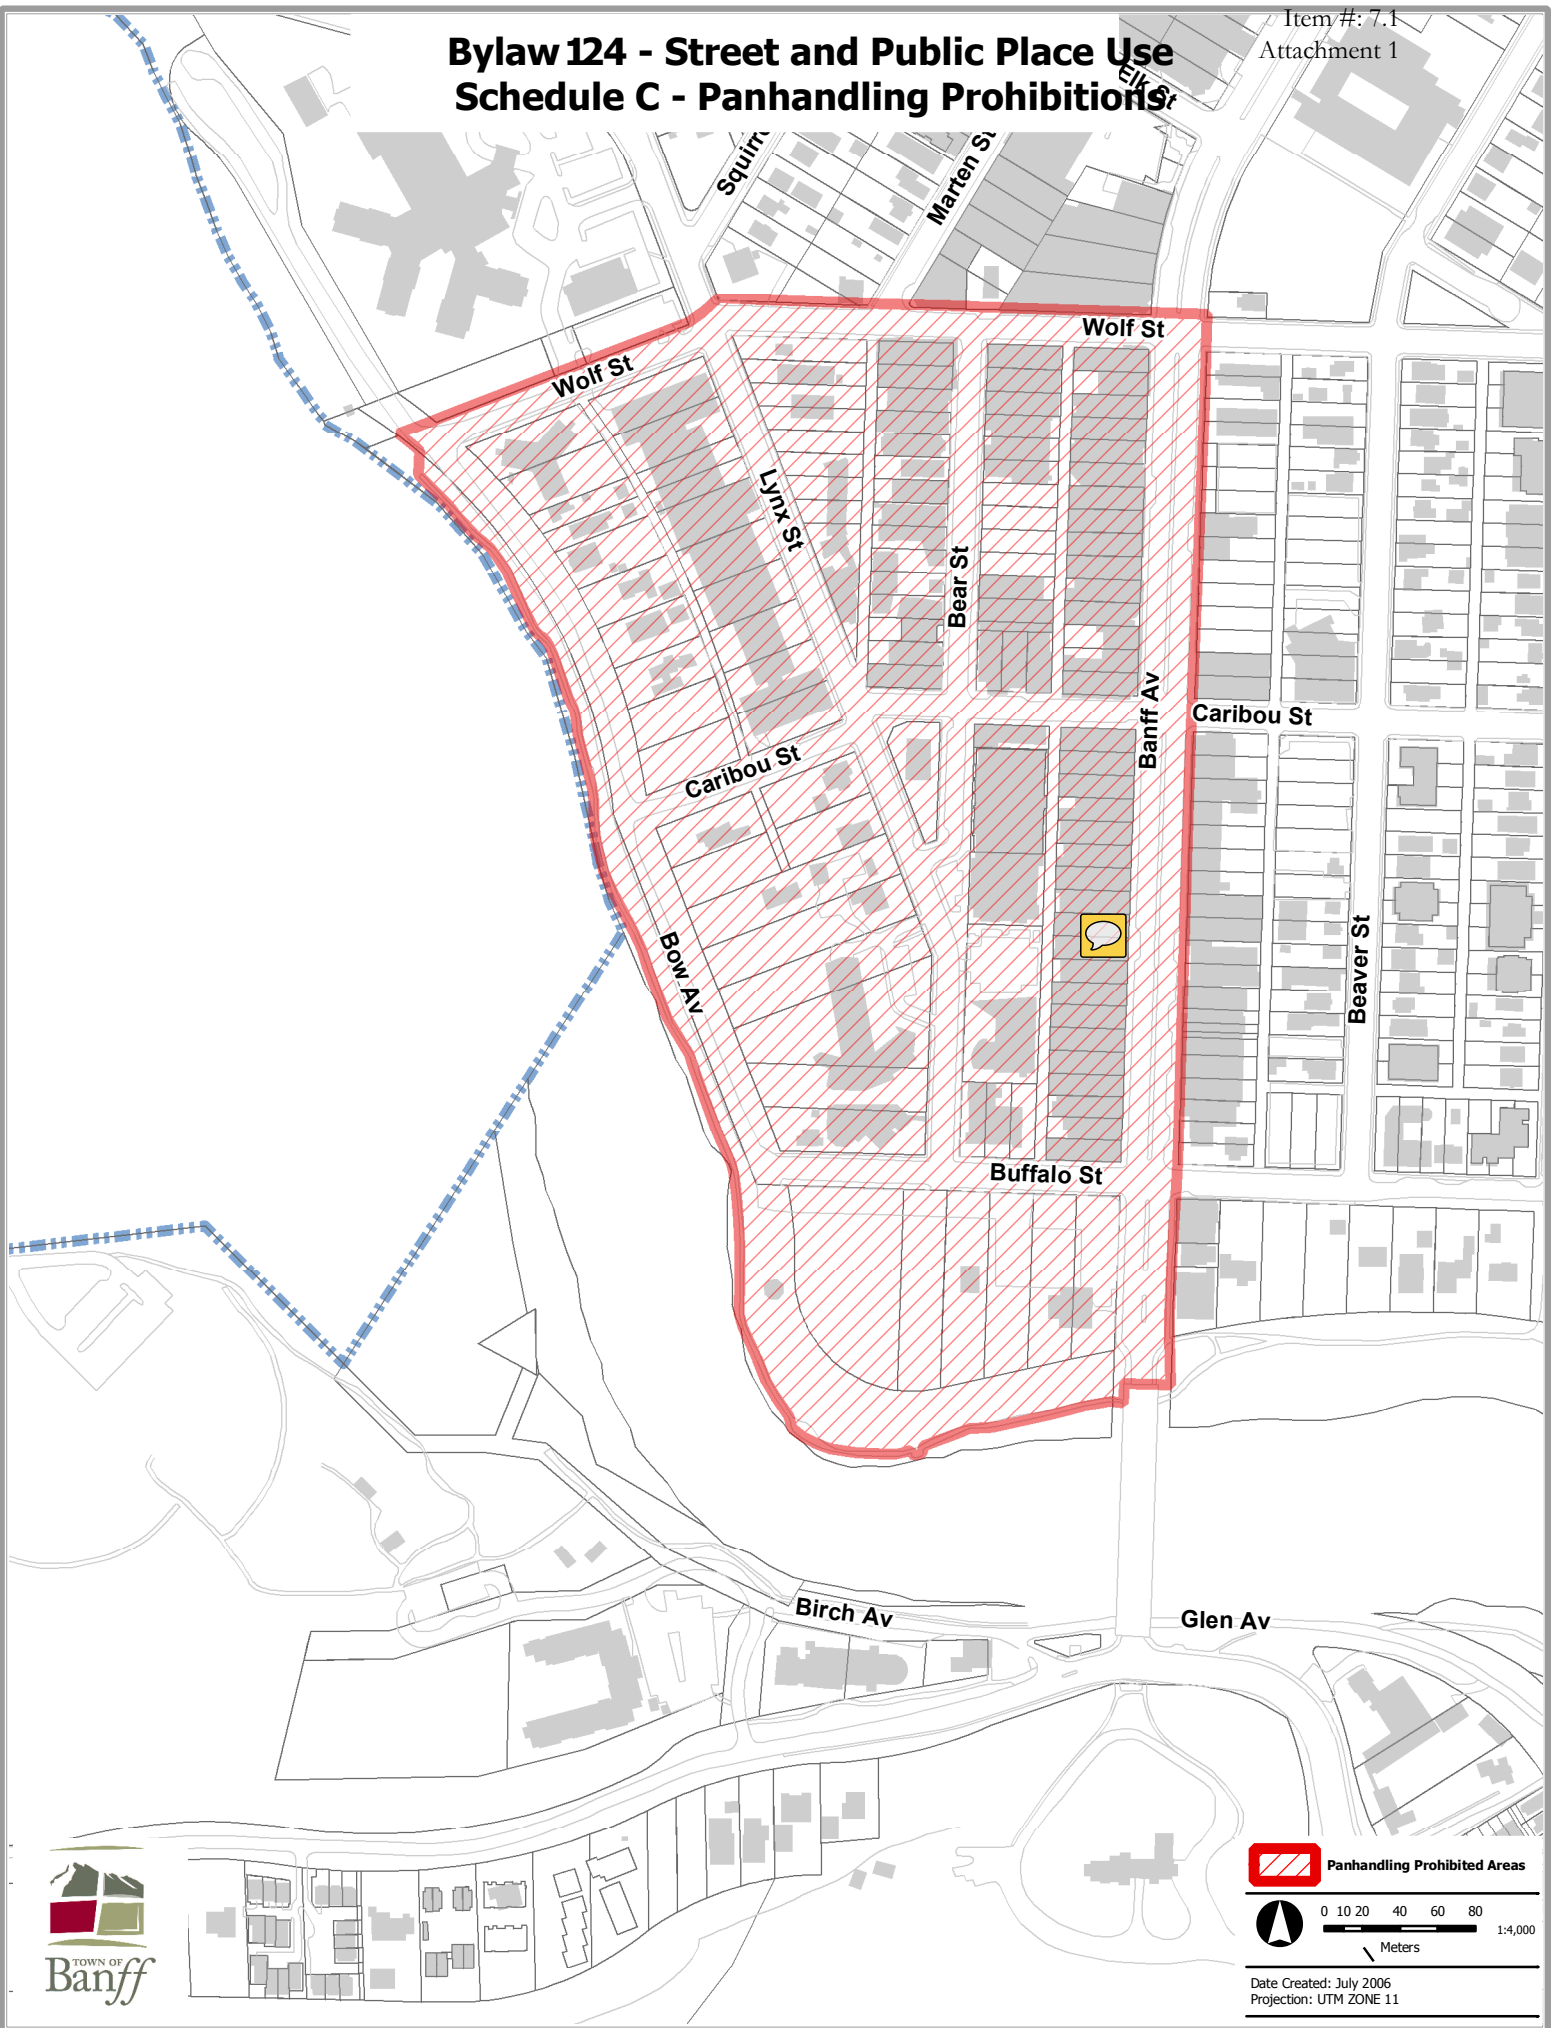 Item #: 7.1
Attachment 1
Bylaw 124 - Street and Public Place Use
Schedule C - Panhandling Prohibitions
Elk St
Marten St
Wolf St
Wolf St
Lynx St
Bear St
Banff Av
Caribou St
Caribou St
Bow Av
Beaver St
Buffalo St
Birch Av
Glen Av
Panhandling Prohibited Areas
0 10 20 40 60 80
1:4,000
Meters
Date Created: July 2006
Projection: UTM ZONE 11
TOWN OF
Banff